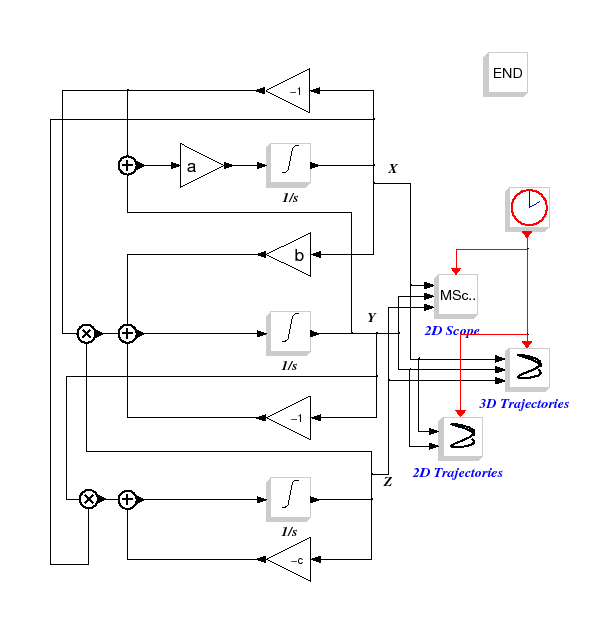 END
−1
a
X
1/s
b
MSc..
Y
2D Scope
1/s
3D Trajectories
−1
2D Trajectories
Z
1/s
−c